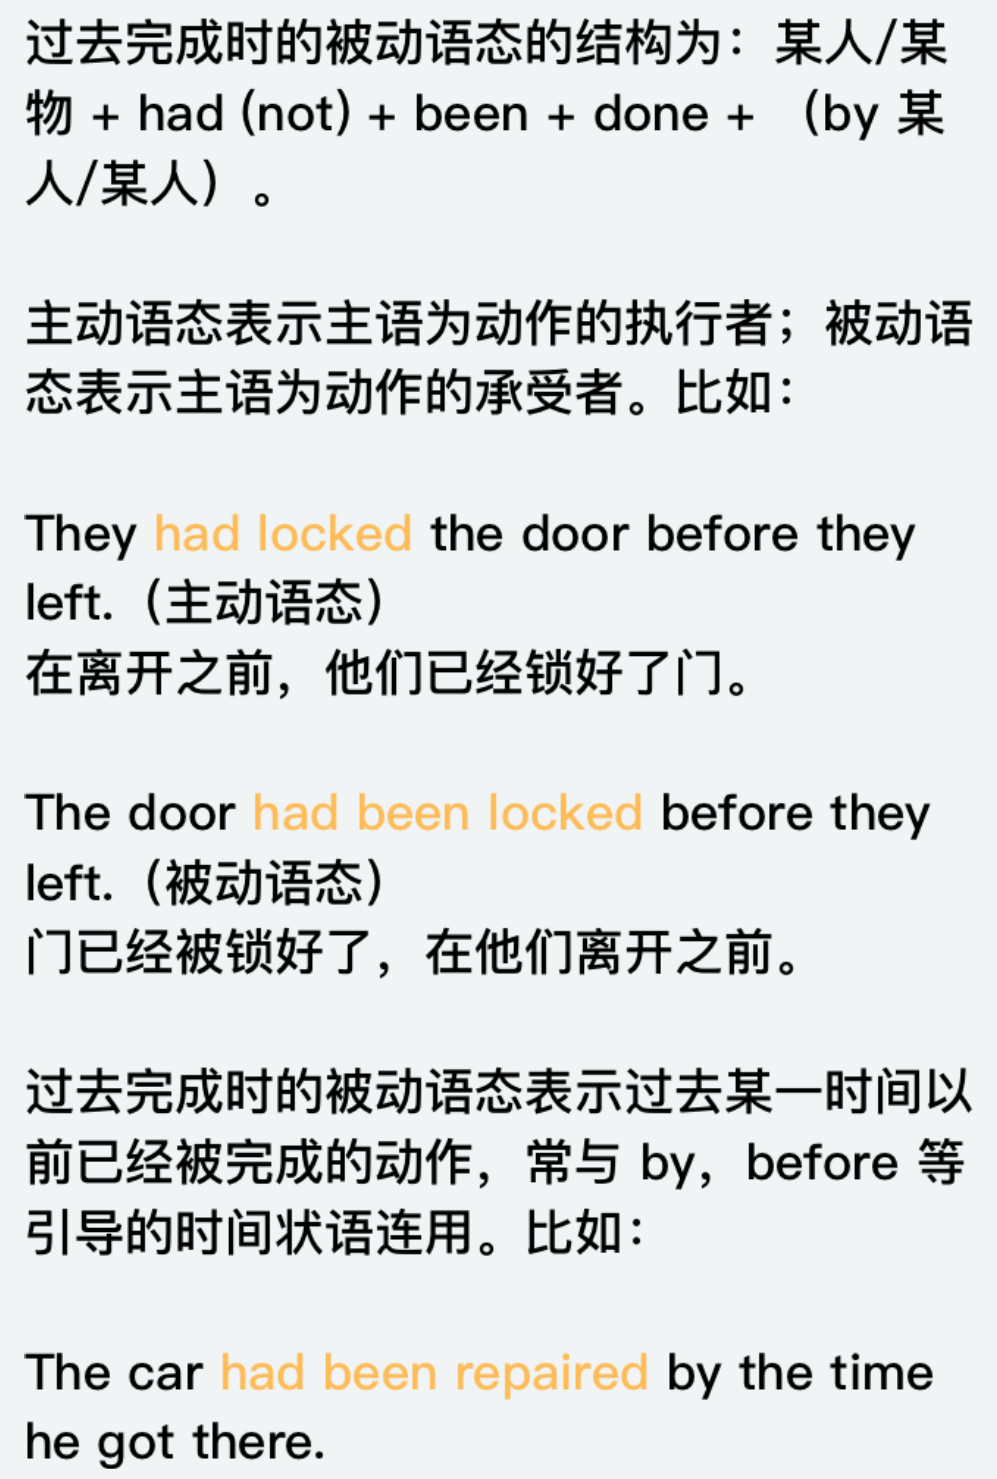 过去完成时的被动语态的结构为：某人/某
物 + had (not) + been + done + （by 某
人/某人）。
主动语态表示主语为动作的执行者；被动语
态表示主语为动作的承受者。比如：
They had locked the door before they
left.（主动语态）
在离开之前，他们已经锁好了门。
The door had been locked before they
left.（被动语态）
门已经被锁好了，在他们离开之前。
过去完成时的被动语态表示过去某一时间以
前已经被完成的动作，常与 by，before 等
引导的时间状语连用。比如：
The car had been repaired by the time
he got there.